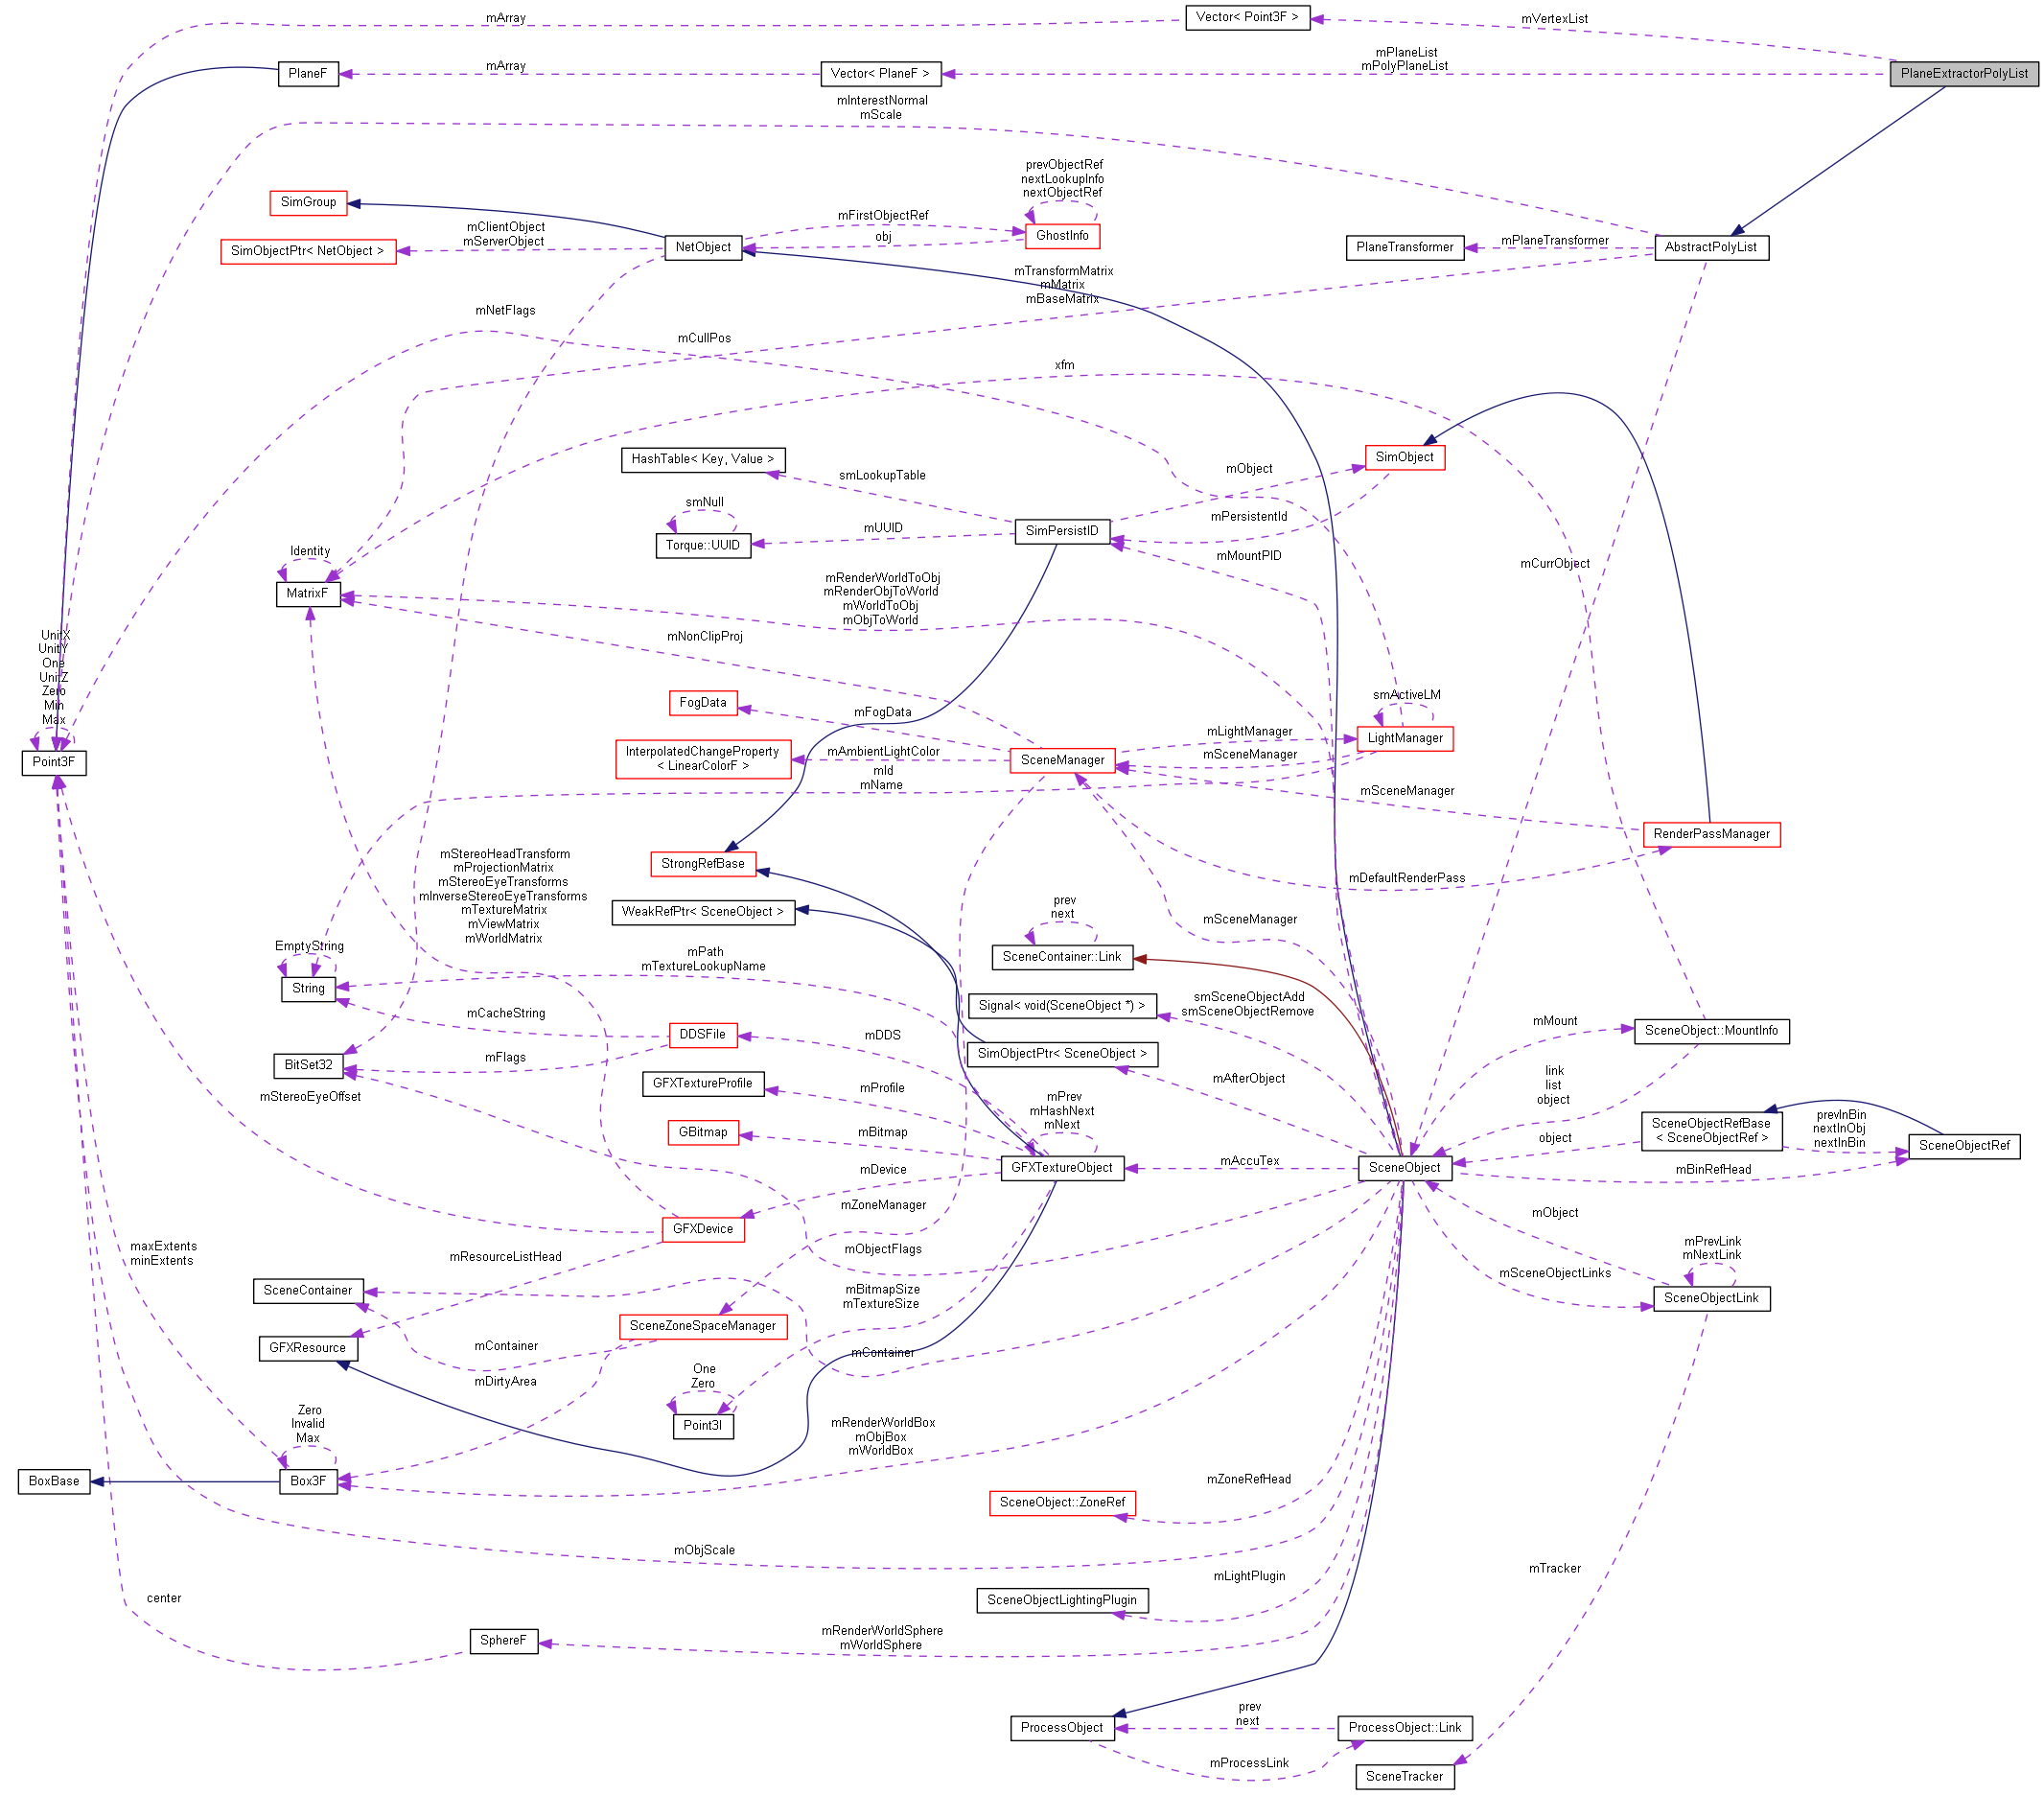 mArray
Vector< Point3F >
mVertexList
PlaneF
mArray
Vector< PlaneF >
mPlaneList
mPolyPlaneList
PlaneExtractorPolyList
mInterestNormal
mScale
prevObjectRef
nextLookupInfo
nextObjectRef
SimGroup
mFirstObjectRef
mClientObject
mServerObject
SimObjectPtr< NetObject >
NetObject
obj
GhostInfo
PlaneTransformer
mPlaneTransformer
AbstractPolyList
mTransformMatrix
mMatrix
mBaseMatrix
mNetFlags
mCullPos
xfm
HashTable< Key, Value >
smLookupTable
mObject
SimObject
smNull
Torque::UUID
mUUID
SimPersistID
mPersistentId
mMountPID
mCurrObject
Identity
MatrixF
mRenderWorldToObj
mRenderObjToWorld
mWorldToObj
mObjToWorld
mNonClipProj
UnitX
UnitY
One
UnitZ
Zero
Min
Max
Point3F
FogData
mFogData
smActiveLM
LightManager
mLightManager
mSceneManager
InterpolatedChangeProperty
< LinearColorF >
mAmbientLightColor
SceneManager
mId
mName
mSceneManager
RenderPassManager
mDefaultRenderPass
StrongRefBase
mStereoHeadTransform
mProjectionMatrix
mStereoEyeTransforms
mInverseStereoEyeTransforms
mTextureMatrix
mViewMatrix
mWorldMatrix
WeakRefPtr< SceneObject >
prev
next
SceneContainer::Link
mSceneManager
EmptyString
String
mPath
mTextureLookupName
Signal< void(SceneObject *) >
smSceneObjectAdd
smSceneObjectRemove
mCacheString
DDSFile
mDDS
SimObjectPtr< SceneObject >
mMount
SceneObject::MountInfo
BitSet32
mFlags
mStereoEyeOffset
GFXTextureProfile
mProfile
mPrev
mHashNext
mNext
mAfterObject
link
list
object
GBitmap
mBitmap
GFXTextureObject
mAccuTex
SceneObject
object
SceneObjectRefBase
< SceneObjectRef >
prevInBin
nextInObj
nextInBin
SceneObjectRef
mBinRefHead
mDevice
mZoneManager
GFXDevice
mObject
maxExtents
minExtents
mResourceListHead
mObjectFlags
mPrevLink
mNextLink
mSceneObjectLinks
SceneObjectLink
SceneContainer
mBitmapSize
mTextureSize
SceneZoneSpaceManager
GFXResource
mContainer
mContainer
mDirtyArea
One
Zero
Point3I
Zero
Invalid
Max
mRenderWorldBox
mObjBox
mWorldBox
BoxBase
Box3F
mZoneRefHead
SceneObject::ZoneRef
mObjScale
mLightPlugin
mTracker
center
SceneObjectLightingPlugin
SphereF
mRenderWorldSphere
mWorldSphere
ProcessObject
prev
next
ProcessObject::Link
mProcessLink
SceneTracker